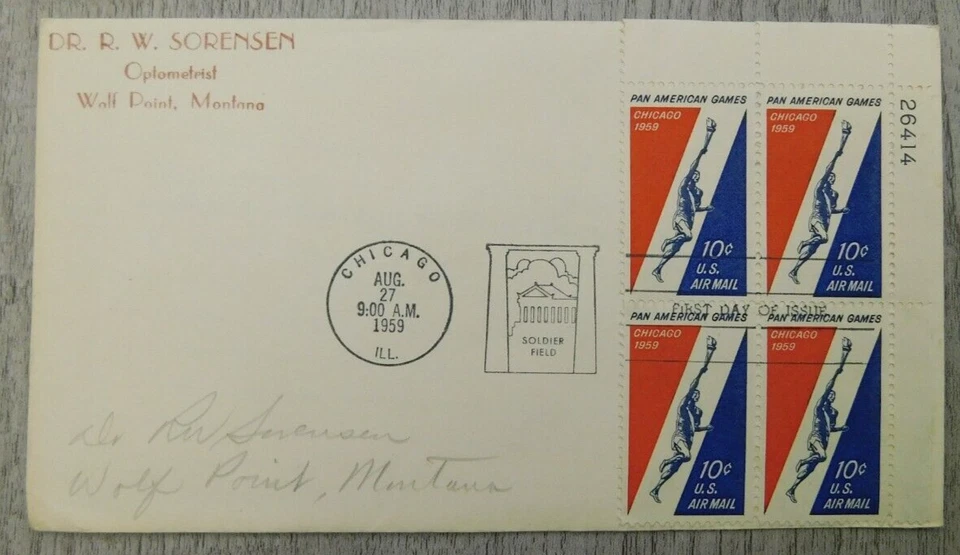 DR. R. W. SORENSEN
Optometrist
Wolf Point, Montana
CHICAGO
AUG.
27
9:00 A.M.
1959
ILL.
SOLDIER
FIELD
PAN AMERICAN GAMES
CHICAGO
1959
10¢
U.S.
AIR MAIL
PAN AMERICAN GAMES
CHICAGO
1959
10¢
U.S.
AIR MAIL
26414
FIRST DAY OF ISSUE
PAN AMERICAN GAMES
CHICAGO
1959
10¢
U.S.
AIR MAIL
PAN AMERICAN GAMES
CHICAGO
1959
10¢
U.S.
AIR MAIL
Dr RW Sorensen
Wolf Point, Montana